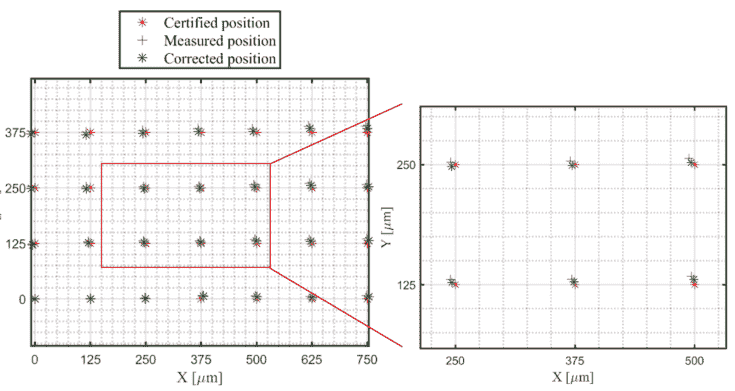 Certified position
Measured position
Corrected position
375
250
125
0
0 125 250 375 500 625 750
X [μm]
250
125
Y [μm]
250 375 500
X [μm]